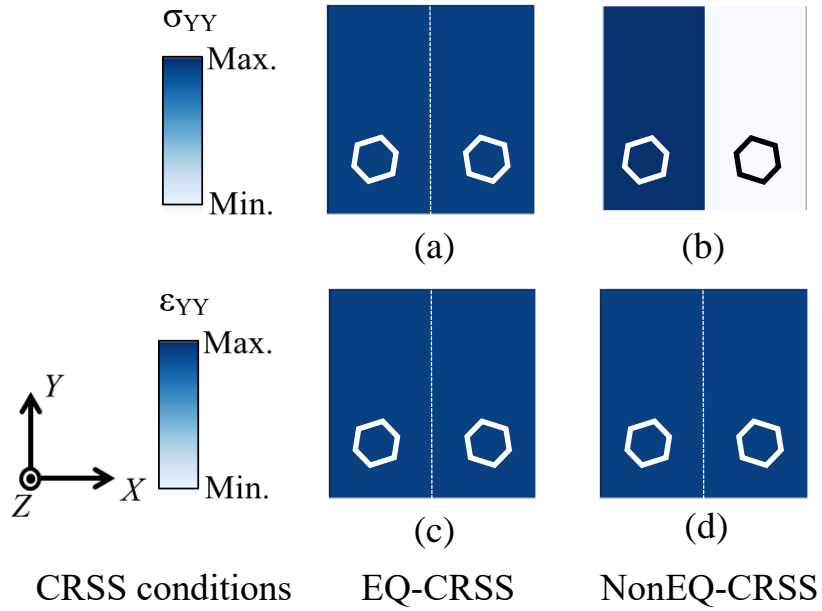 σYY
Max.
Min.
(a)
(b)
εYY
Max.
Min.
Y
X
Z
(c)
(d)
CRSS conditions EQ-CRSS NonEQ-CRSS